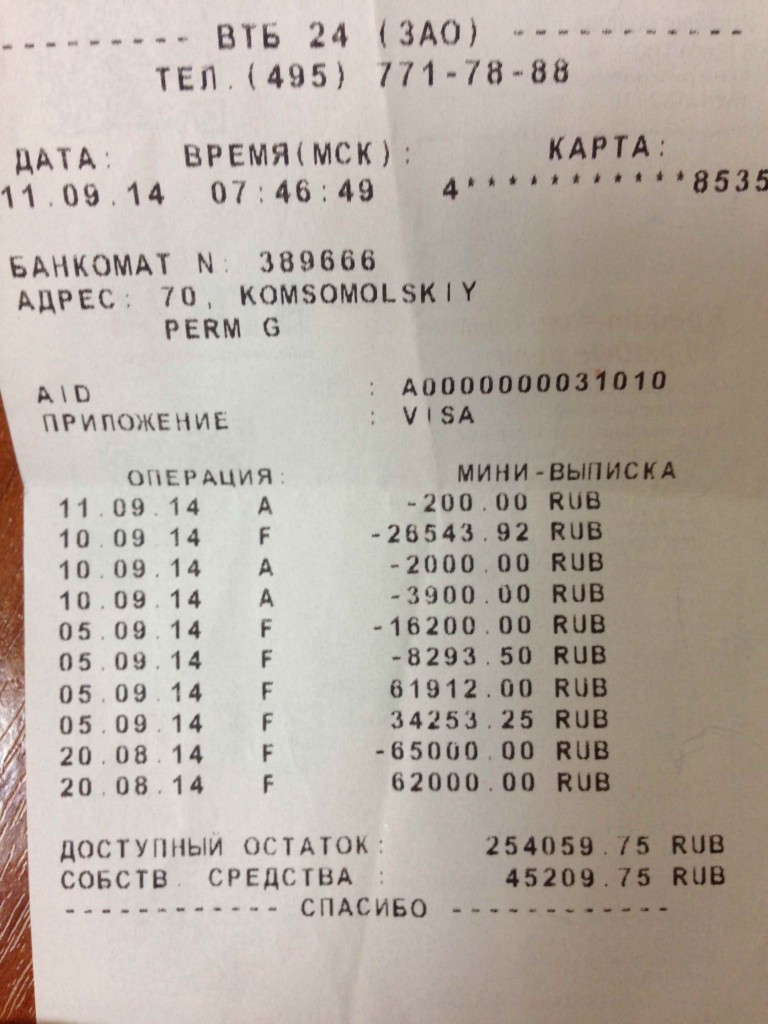 --------- ВТБ 24 (ЗАО) -----------
ТЕЛ.(495) 771-78-88
ДАТА: ВРЕМЯ(МСК): КАРТА:
11.09.14 07:46:49 4***********8535
БАНКОМАТ N: 389666
АДРЕС: 70, KOMSOMOLSKIY
PERM G
AID : A0000000031010
ПРИЛОЖЕНИЕ : VISA
ОПЕРАЦИЯ: МИНИ-ВЫПИСКА
11.09.14 A -200.00 RUB
10.09.14 F -26543.92 RUB
10.09.14 A -2000.00 RUB
10.09.14 A -3900.00 RUB
05.09.14 F -16200.00 RUB
05.09.14 F -8293.50 RUB
05.09.14 F 61912.00 RUB
05.09.14 F 34253.25 RUB
20.08.14 F -65000.00 RUB
20.08.14 F 62000.00 RUB
ДОСТУПНЫЙ ОСТАТОК: 254059.75 RUB
СОБСТВ. СРЕДСТВА : 45209.75 RUB
------------ СПАСИБО ------------